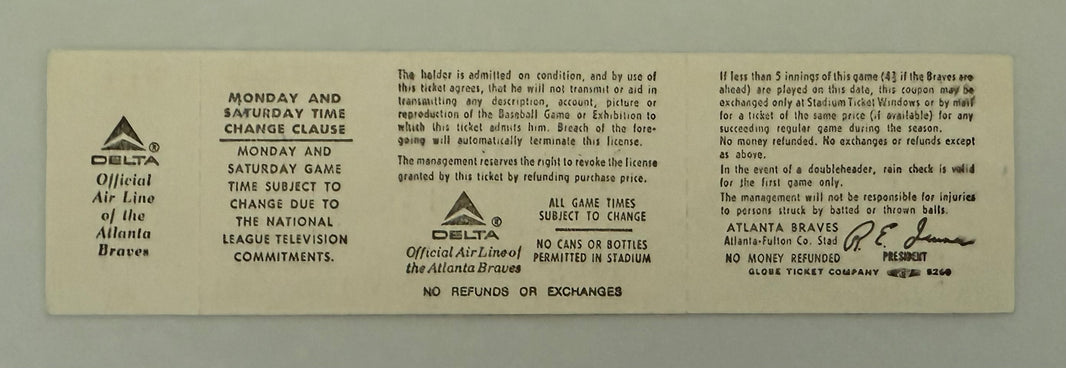 DELTA®
Official
Air Line
of the
Atlanta
Braves
MONDAY AND
SATURDAY TIME
CHANGE CLAUSE
MONDAY AND
SATURDAY GAME
TIME SUBJECT TO
CHANGE DUE TO
THE NATIONAL
LEAGUE TELEVISION
COMMITMENTS.
The holder is admitted on condition, and by use of
this ticket agrees, that he will not transmit or aid in
transmitting any description, account, picture or
reproduction of the Baseball Game or Exhibition to
which this ticket admits him. Breach of the fore-
going will automatically terminate this license.
The management reserves the right to revoke the license
granted by this ticket by refunding purchase price.
DELTA®
Official Air Line of
the Atlanta Braves
ALL GAME TIMES
SUBJECT TO CHANGE
NO CANS OR BOTTLES
PERMITTED IN STADIUM
NO REFUNDS OR EXCHANGES
If less than 5 innings of this game (4½ if the Braves are
ahead) are played on this date, this coupon may be
exchanged only at Stadium Ticket Windows or by mail
for a ticket of the same price (if available) for any
succeeding regular game during the season.
No money refunded. No exchanges or refunds except
as above.
In the event of a doubleheader, rain check is valid
for the first game only.
The management will not be responsible for injuries
to persons struck by batted or thrown balls.
ATLANTA BRAVES
Atlanta-Fulton Co. Stad
R. E.
NO MONEY REFUNDED
PRESIDENT
GLOBE TICKET COMPANY 8260